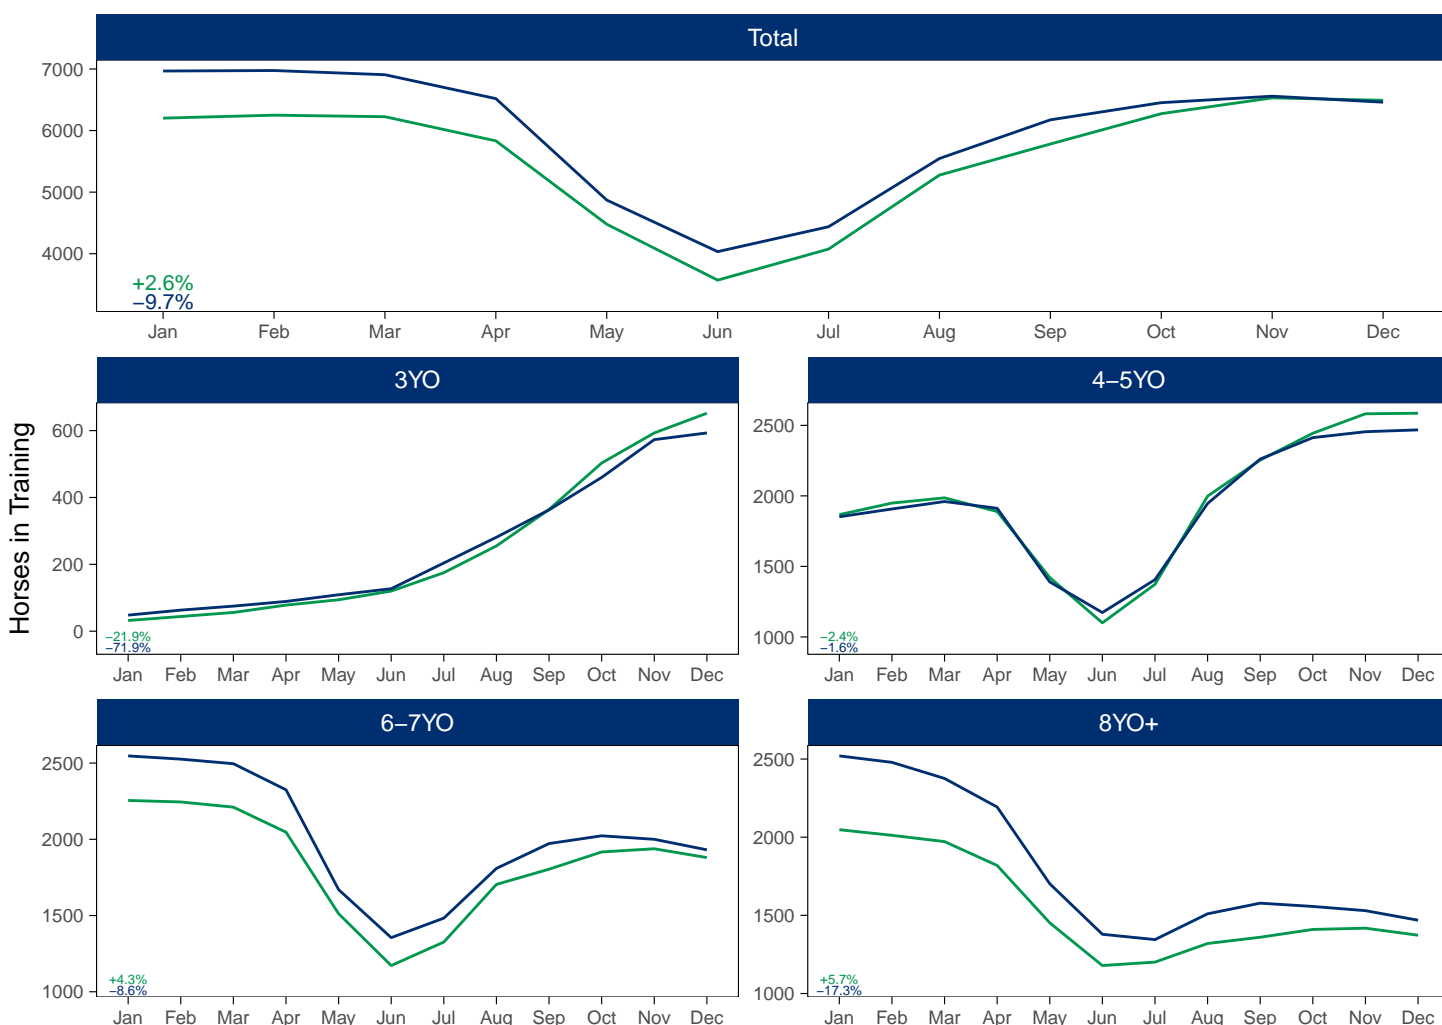 Total
7000
6000
5000
4000
+2.6%
−9.7%
Jan Feb Mar Apr May Jun Jul Aug Sep Oct Nov Dec
Horses in Training
3YO
600
400
200
0
−21.9%
−71.9%
Jan Feb Mar Apr May Jun Jul Aug Sep Oct Nov Dec
4−5YO
2500
2000
1500
1000
−2.4%
−1.6%
Jan Feb Mar Apr May Jun Jul Aug Sep Oct Nov Dec
6−7YO
2500
2000
1500
1000
+4.3%
−8.6%
Jan Feb Mar Apr May Jun Jul Aug Sep Oct Nov Dec
8YO+
2500
2000
1500
1000
+5.7%
−17.3%
Jan Feb Mar Apr May Jun Jul Aug Sep Oct Nov Dec